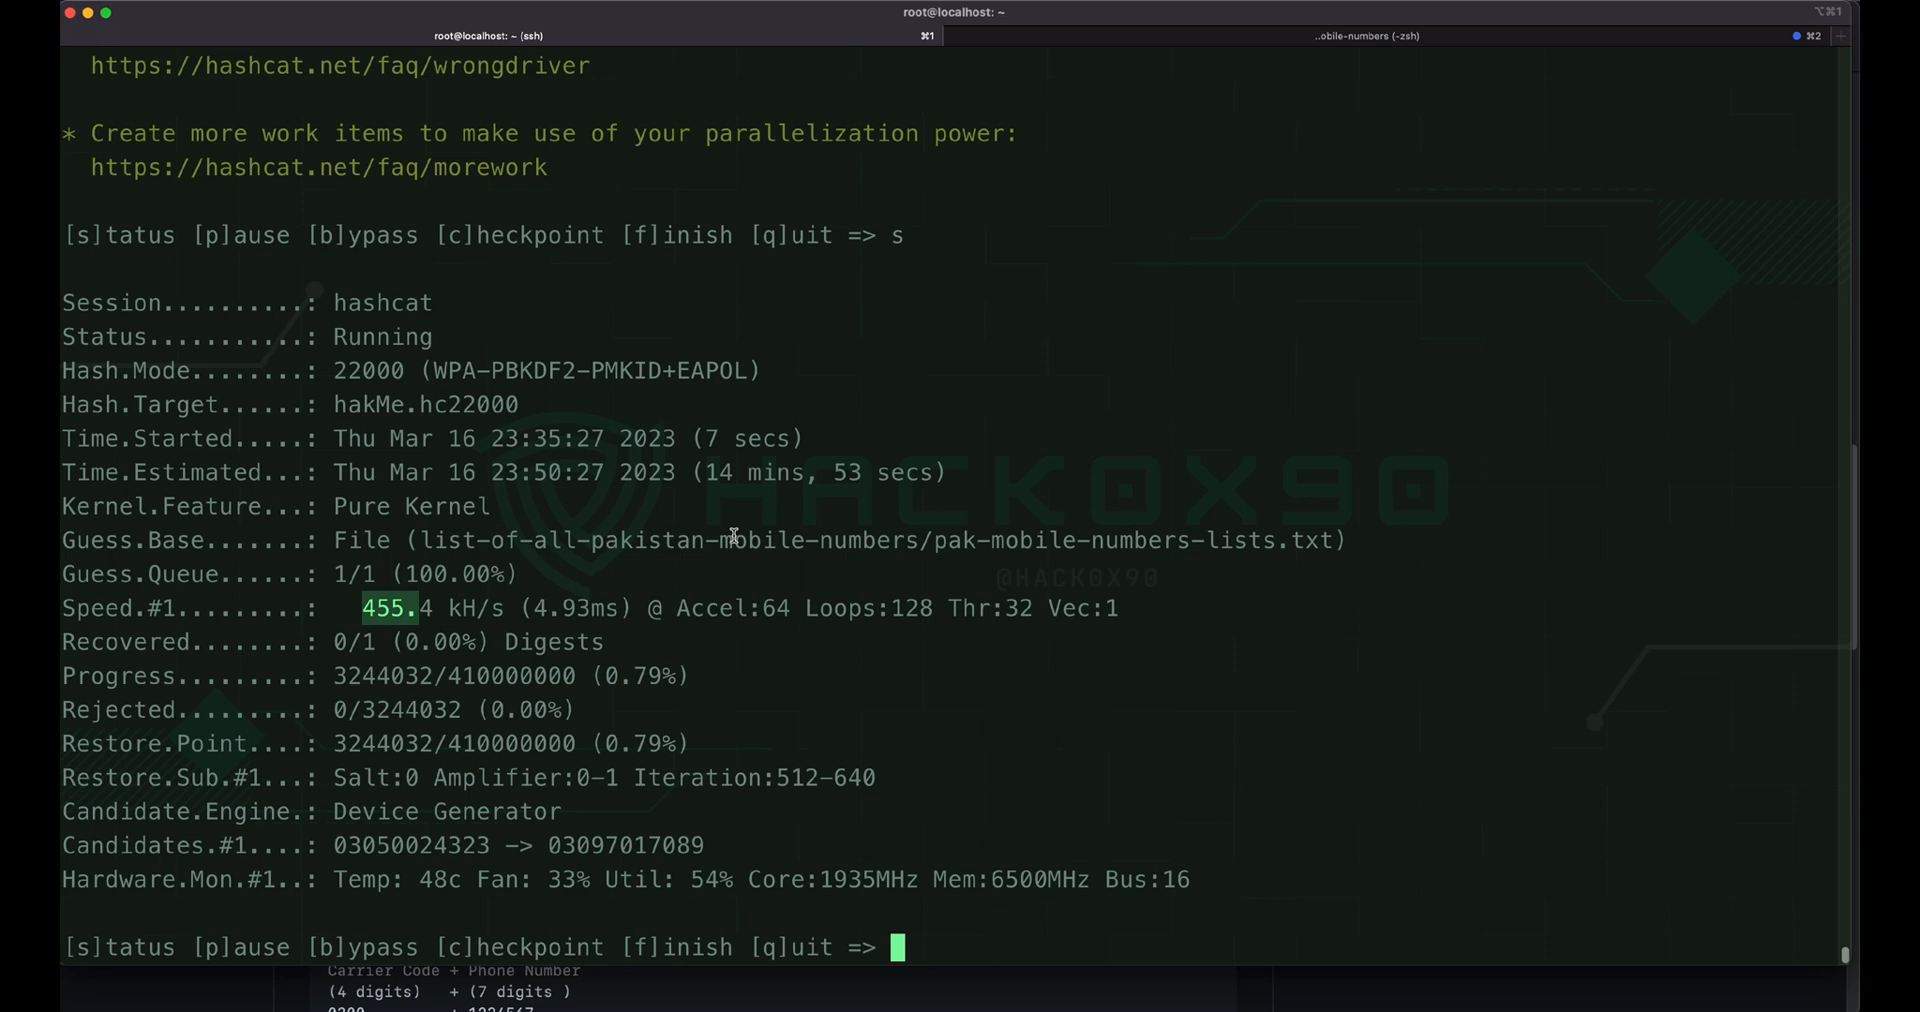 root@localhost: ~
⌥⌘1
root@localhost: ~ (ssh)
⌘1
..obile-numbers (-zsh)
⌘2
https://hashcat.net/faq/wrongdriver
* Create more work items to make use of your parallelization power:
https://hashcat.net/faq/morework
[s]tatus [p]ause [b]ypass [c]heckpoint [f]inish [q]uit => s
Session..........: hashcat
Status...........: Running
Hash.Mode........: 22000 (WPA-PBKDF2-PMKID+EAPOL)
Hash.Target......: hakMe.hc22000
Time.Started.....: Thu Mar 16 23:35:27 2023 (7 secs)
Time.Estimated...: Thu Mar 16 23:50:27 2023 (14 mins, 53 secs)
Kernel.Feature...: Pure Kernel
HACK0X90
Guess.Base.......: File (list-of-all-pakistan-mobile-numbers/pak-mobile-numbers-lists.txt)
Guess.Queue......: 1/1 (100.00%)
@HACK0X90
Speed.#1.........:   455.4 kH/s (4.93ms) @ Accel:64 Loops:128 Thr:32 Vec:1
Recovered........: 0/1 (0.00%) Digests
Progress.........: 3244032/410000000 (0.79%)
Rejected.........: 0/3244032 (0.00%)
Restore.Point....: 3244032/410000000 (0.79%)
Restore.Sub.#1...: Salt:0 Amplifier:0-1 Iteration:512-640
Candidate.Engine.: Device Generator
Candidates.#1....: 03050024323 -> 03097017089
Hardware.Mon.#1..: Temp: 48c Fan: 33% Util: 54% Core:1935MHz Mem:6500MHz Bus:16
[s]tatus [p]ause [b]ypass [c]heckpoint [f]inish [q]uit =>
Carrier Code + Phone Number
(4 digits)   + (7 digits )